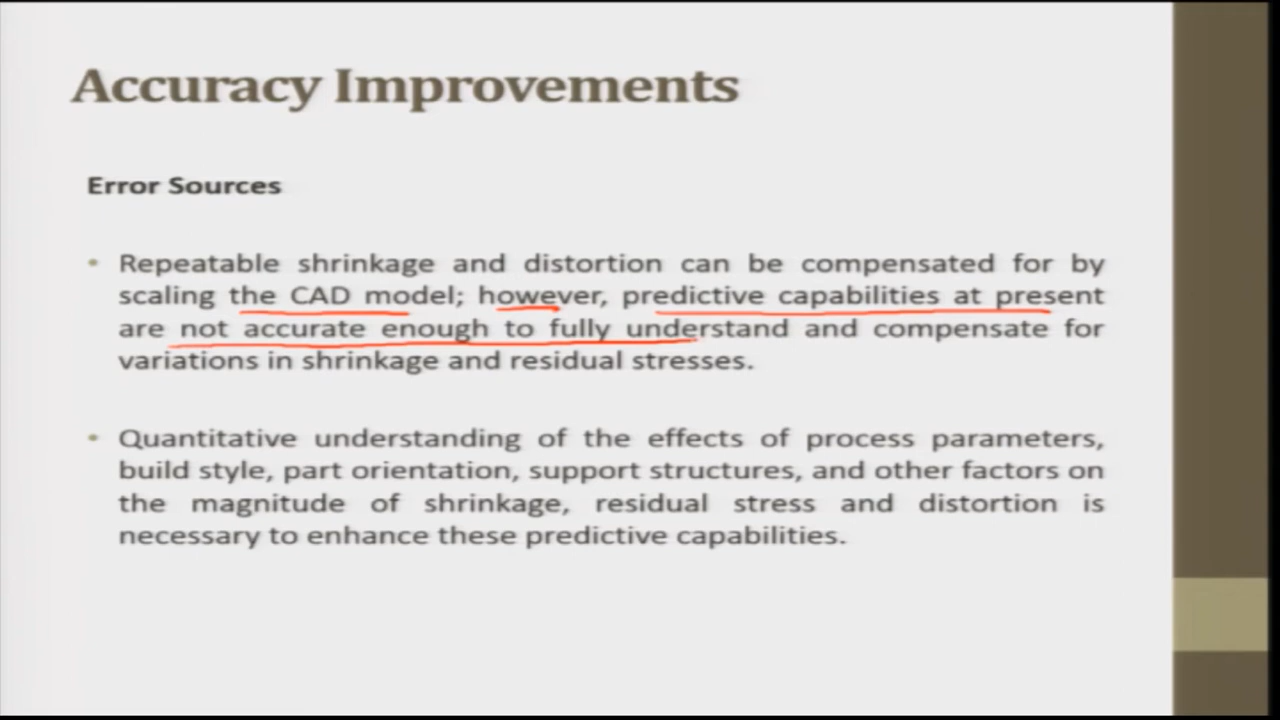 Accuracy Improvements
Error Sources
• Repeatable shrinkage and distortion can be compensated for by
scaling the CAD model; however, predictive capabilities at present
are not accurate enough to fully understand and compensate for
variations in shrinkage and residual stresses.
• Quantitative understanding of the effects of process parameters,
build style, part orientation, support structures, and other factors on
the magnitude of shrinkage, residual stress and distortion is
necessary to enhance these predictive capabilities.